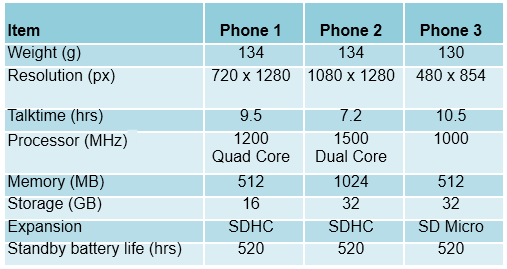 Item Phone 1 Phone 2 Phone 3
Weight (g) 134 134 130
Resolution (px) 720 x 1280 1080 x 1280 480 x 854
Talktime (hrs) 9.5 7.2 10.5
Processor (MHz) 1200 1500 1000
Quad Core Dual Core
Memory (MB) 512 1024 512
Storage (GB) 16 32 32
Expansion SDHC SDHC SD Micro
Standby battery life (hrs) 520 520 520